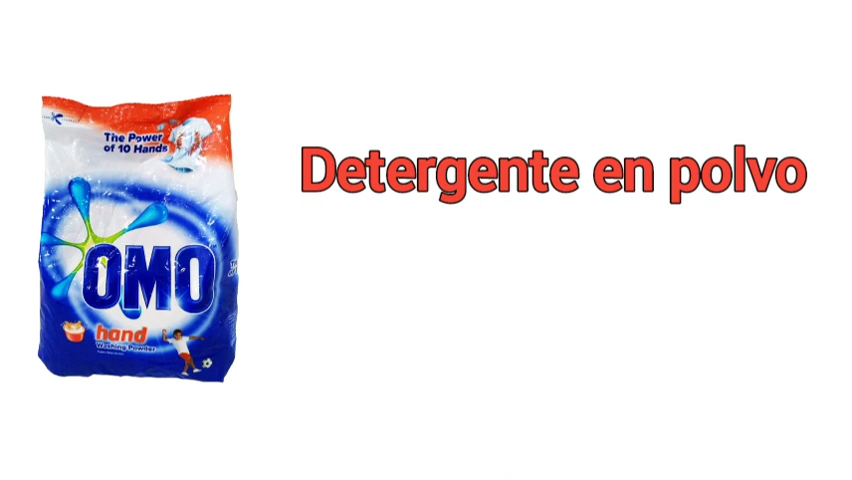 The Power
of 10 Hands
Detergente en polvo
OMO
hand
Washing Powder